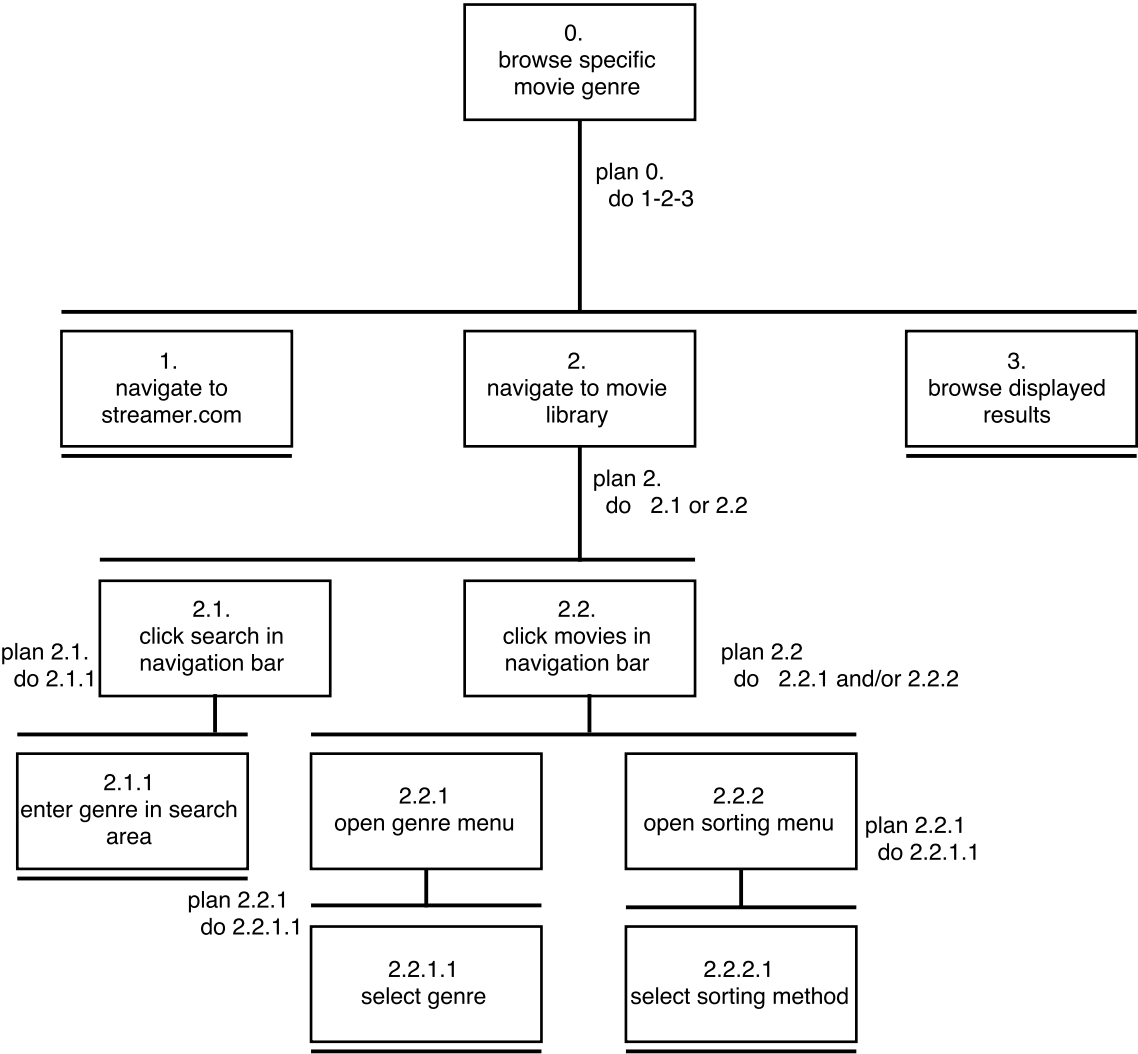 0.
browse specific
movie genre
plan 0.
do 1-2-3
1.
navigate to
streamer.com
2.
navigate to movie
library
3.
browse displayed
results
plan 2.
do 2.1 or 2.2
plan 2.1.
do 2.1.1
2.1.
click search in
navigation bar
2.2.
click movies in
navigation bar
plan 2.2
do 2.2.1 and/or 2.2.2
2.1.1
enter genre in search
area
2.2.1
open genre menu
2.2.2
open sorting menu
plan 2.2.1
do 2.2.1.1
plan 2.2.1
do 2.2.1.1
2.2.1.1
select genre
2.2.2.1
select sorting method